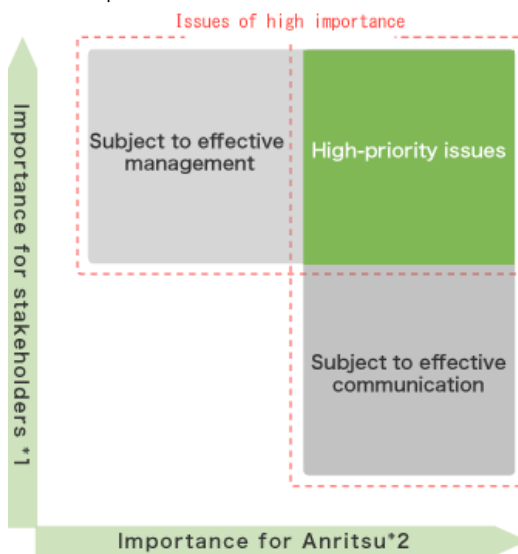 Issues of high importance
Subject to effective
management
High-priority issues
Importance for stakeholders *1
Subject to effective
communication
Importance for Anritsu*2